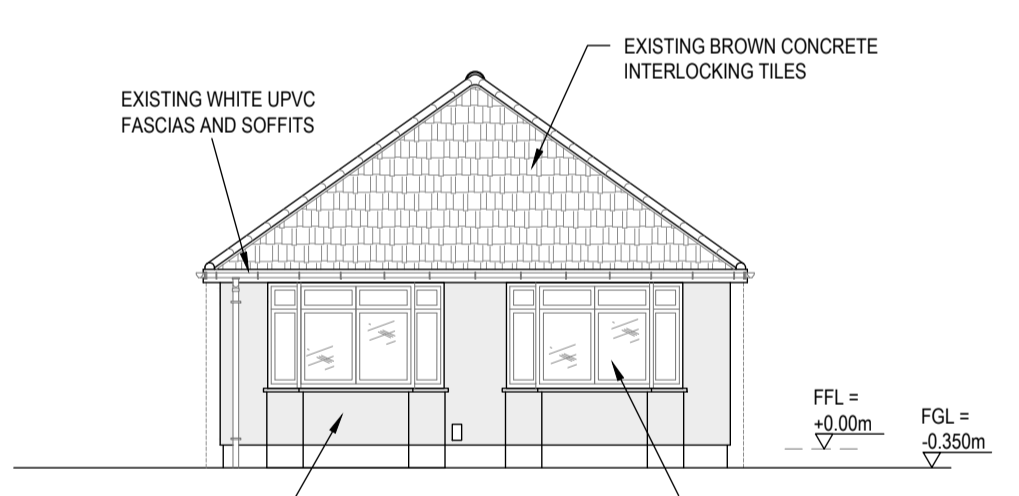 EXISTING BROWN CONCRETE
INTERLOCKING TILES
EXISTING WHITE UPVC
FASCIAS AND SOFFITS
FFL =
+0.00m
FGL =
-0.350m